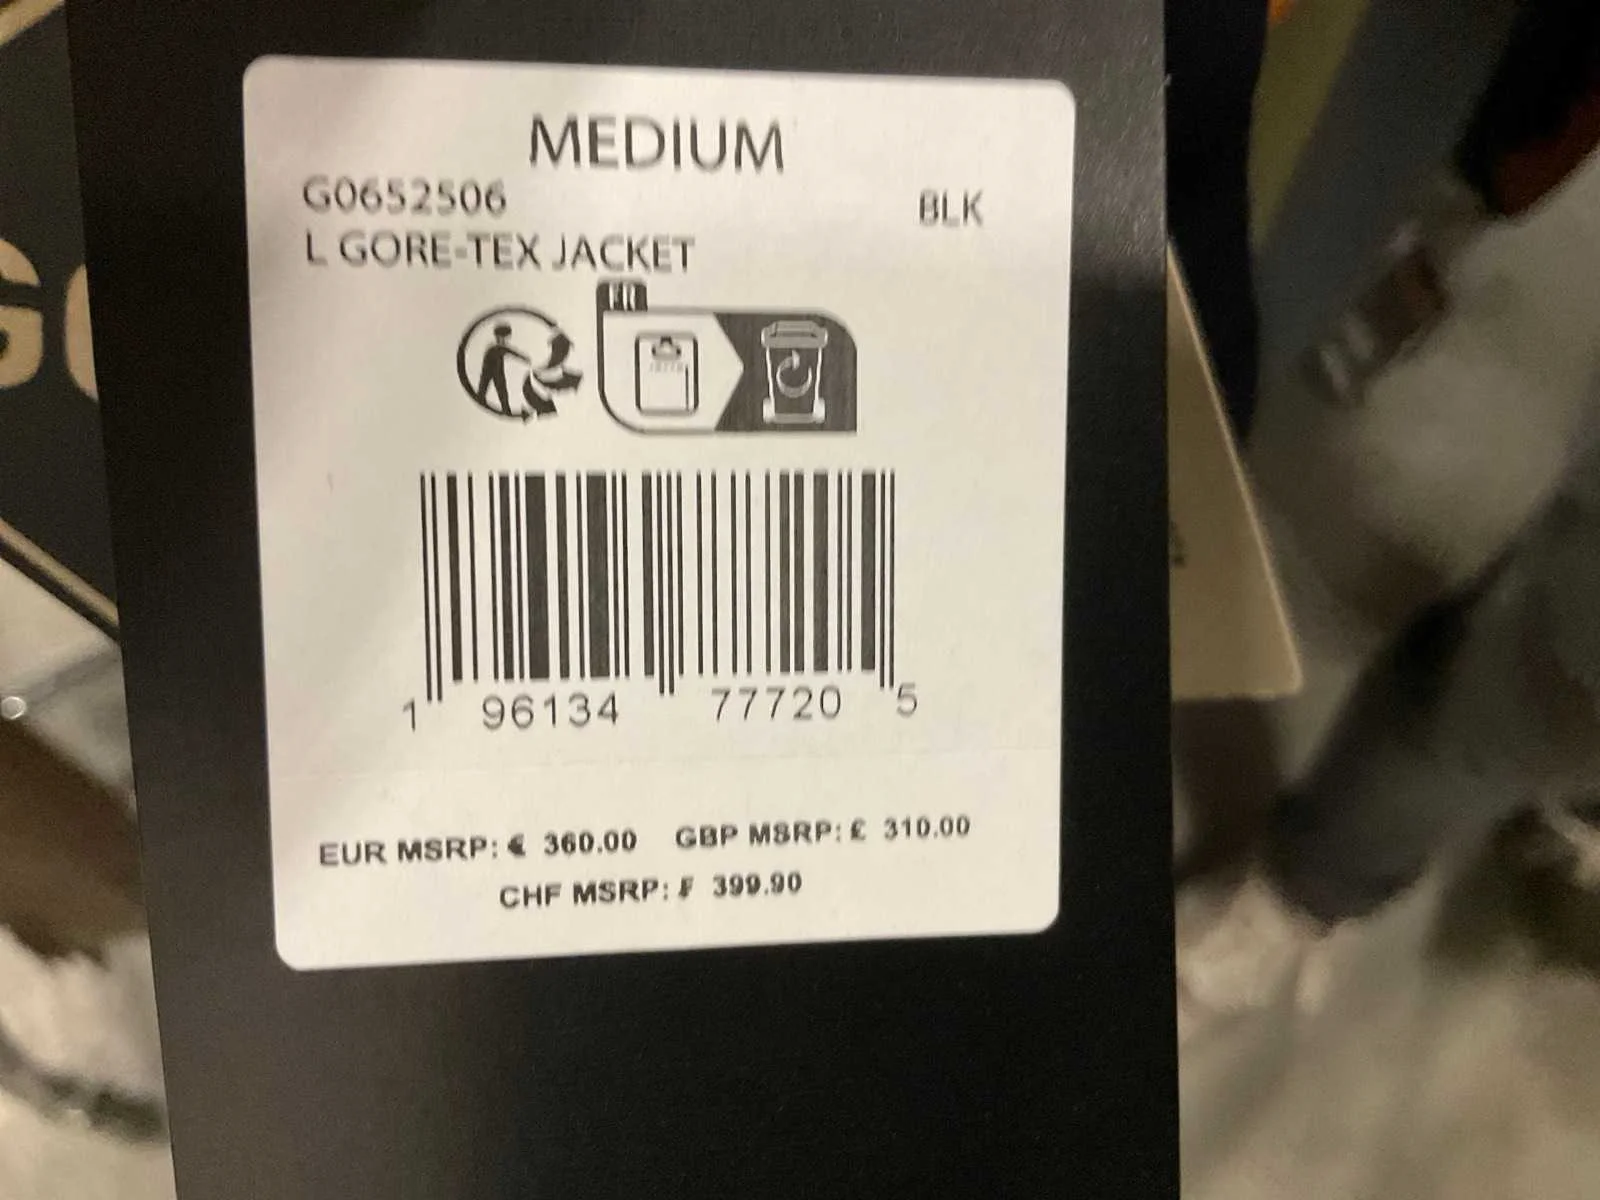 MEDIUM
G0652506 BLK
L GORE-TEX JACKET
FR
1 96134 77720 5
EUR MSRP: € 360.00 GBP MSRP: £ 310.00
CHF MSRP: ₣ 399.90